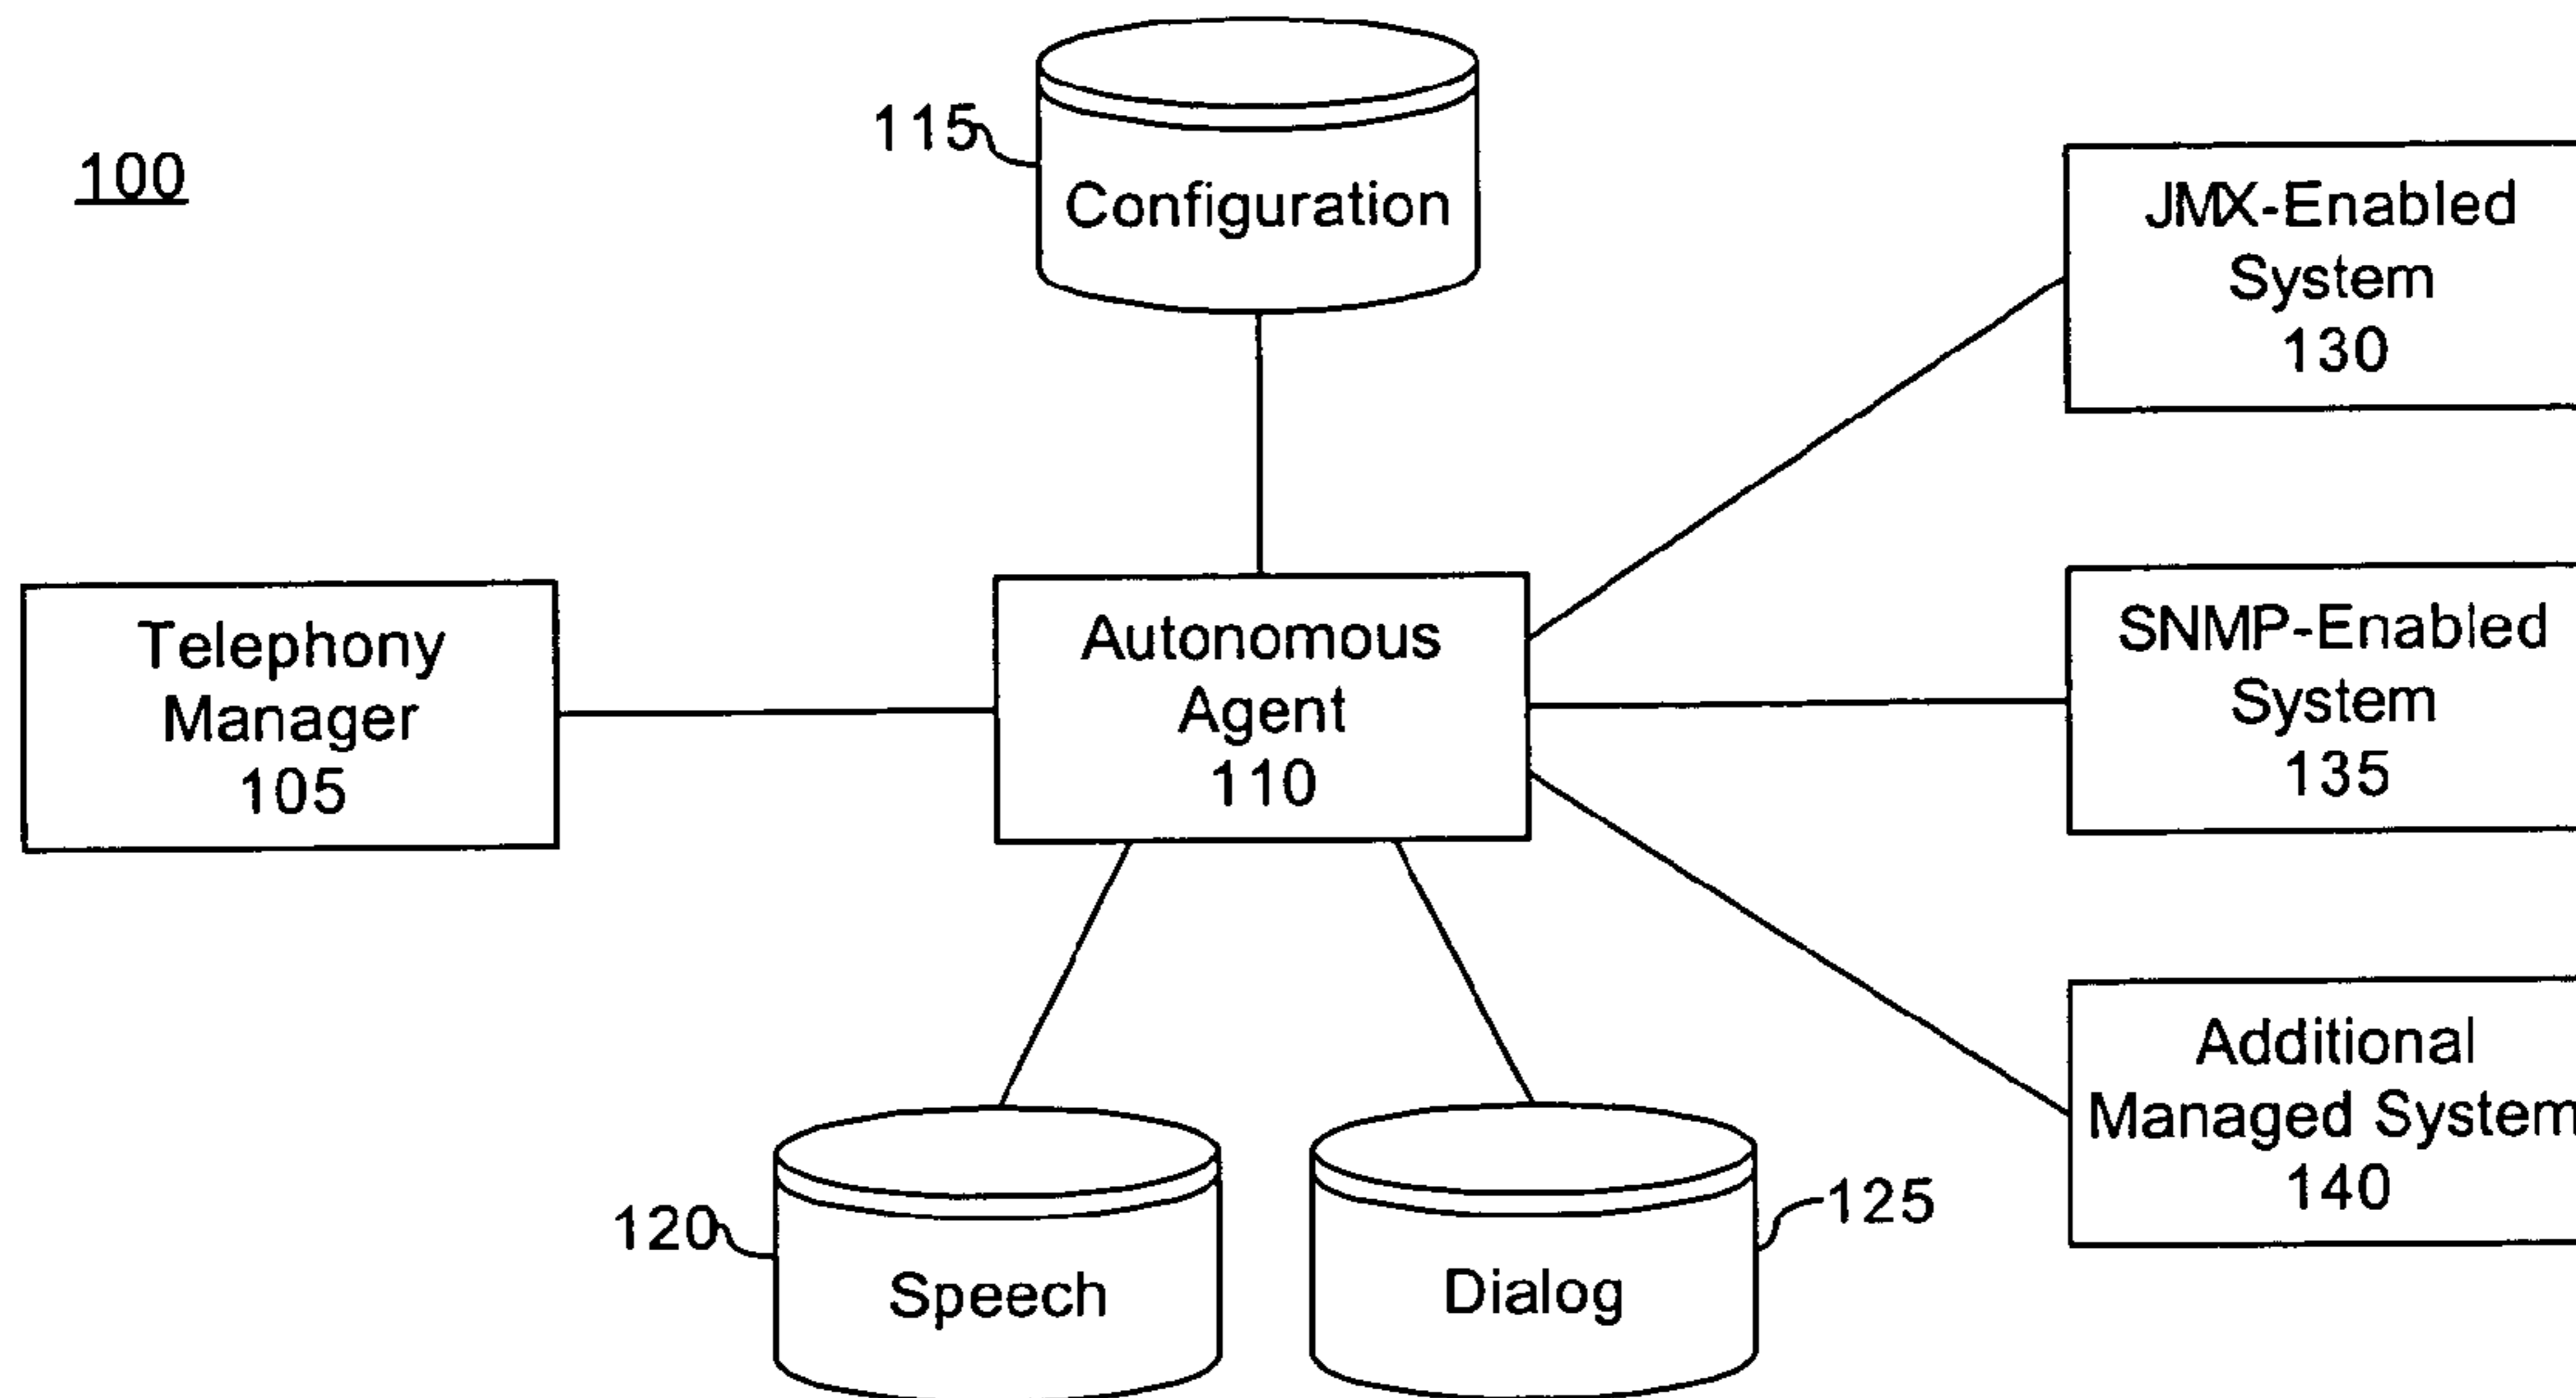 100
115
Configuration
JMX-Enabled
System
130
Telephony
Manager
105
Autonomous
Agent
110
SNMP-Enabled
System
135
120
Speech
125
Dialog
Additional
Managed System
140